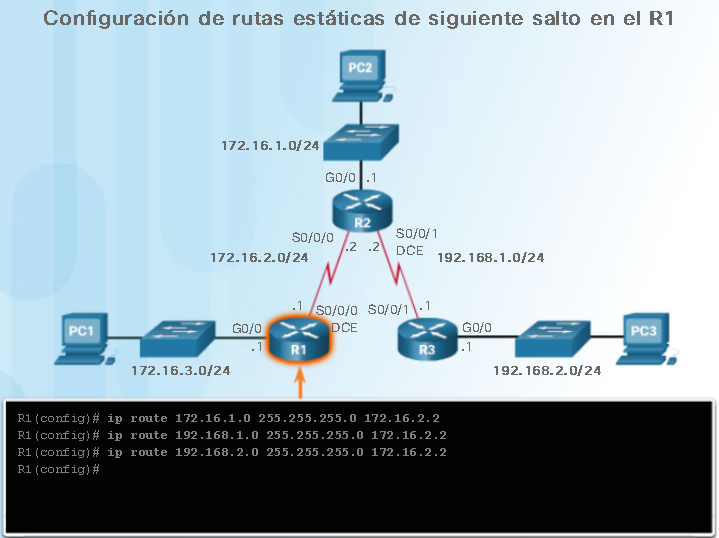 Configuración de rutas estáticas de siguiente salto en el R1
PC2
172.16.1.0/24
G0/0 .1
R2
S0/0/0 .2 .2 S0/0/1
DCE
172.16.2.0/24
192.168.1.0/24
.1 S0/0/0
DCE
S0/0/1 .1
PC1
G0/0
.1
R1
R3
G0/0
.1
PC3
172.16.3.0/24
192.168.2.0/24
R1(config)# ip route 172.16.1.0 255.255.255.0 172.16.2.2
R1(config)# ip route 192.168.1.0 255.255.255.0 172.16.2.2
R1(config)# ip route 192.168.2.0 255.255.255.0 172.16.2.2
R1(config)#